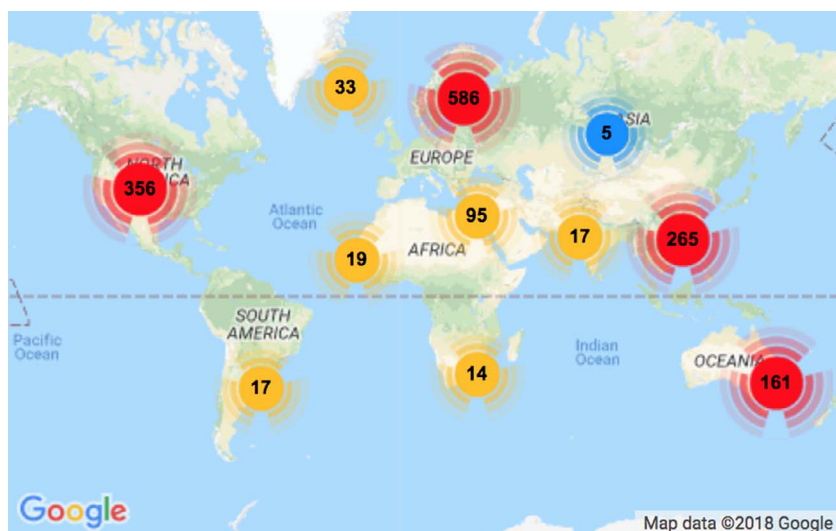 33
586
5
ASIA
EUROPE
NORTH
AMERICA
356
Atlantic
Ocean
95
17
265
AFRICA
19
SOUTH
AMERICA
Pacific
Ocean
Indian
Ocean
OCEANIA
17
14
161
Google
Map data ©2018 Google